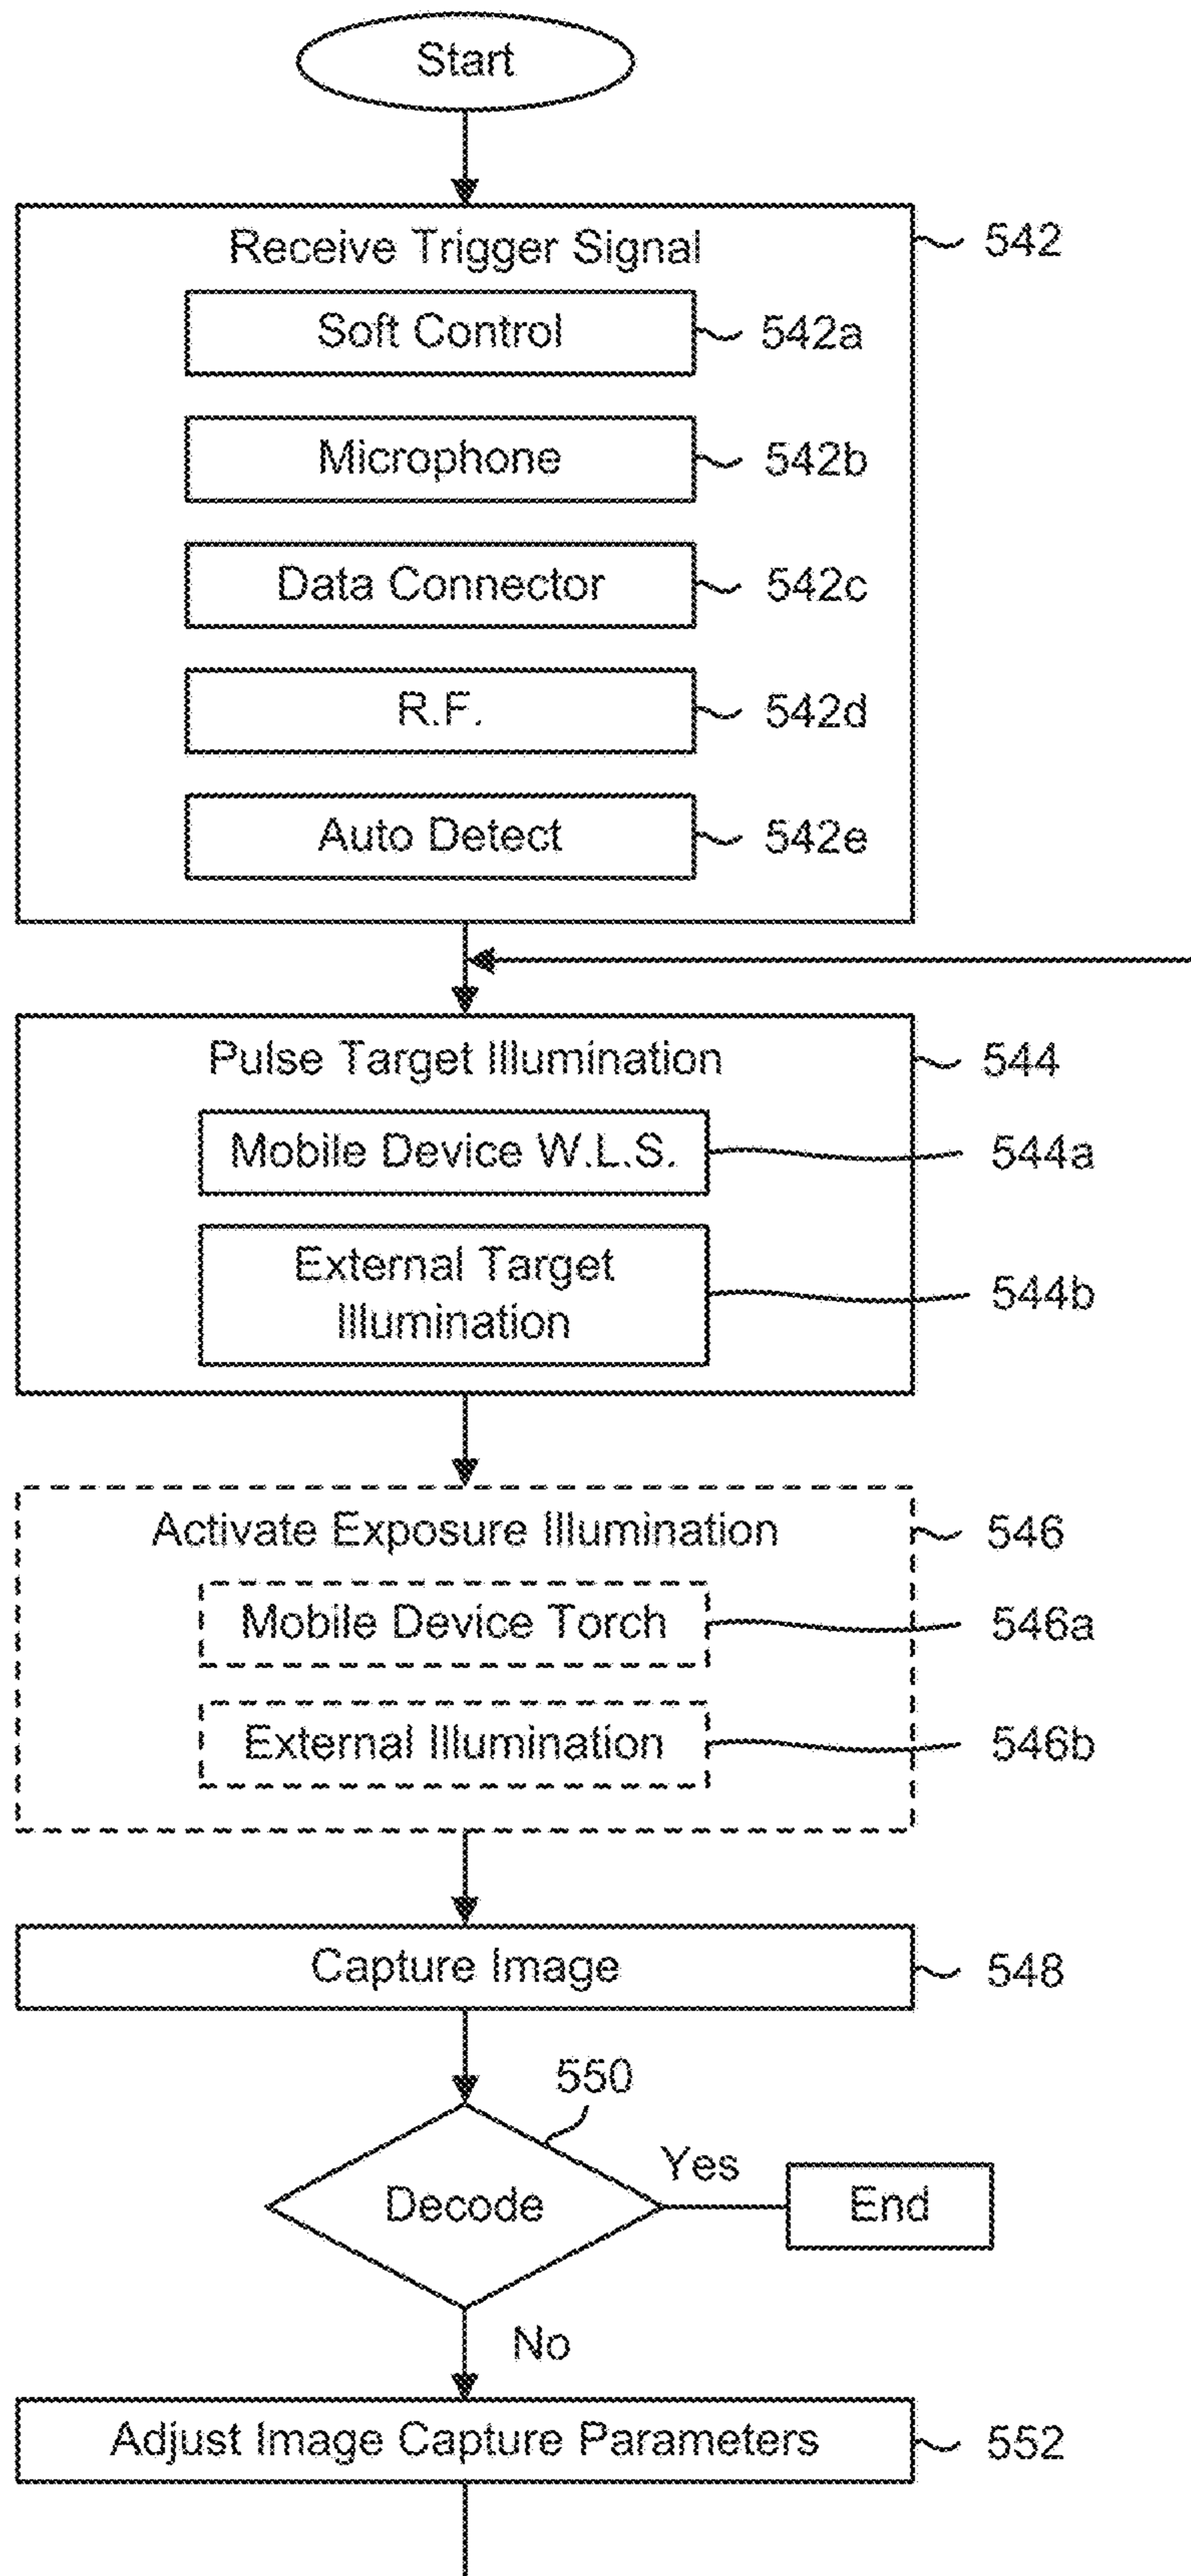 Start
Receive Trigger Signal
542
Soft Control
542a
Microphone
542b
Data Connector
542c
R.F.
542d
Auto Detect
542e
Pulse Target Illumination
544
Mobile Device W.L.S.
544a
External Target
Illumination
544b
Activate Exposure Illumination
546
Mobile Device Torch
546a
External Illumination
546b
Capture Image
548
550
Decode
Yes
End
No
Adjust Image Capture Parameters
552